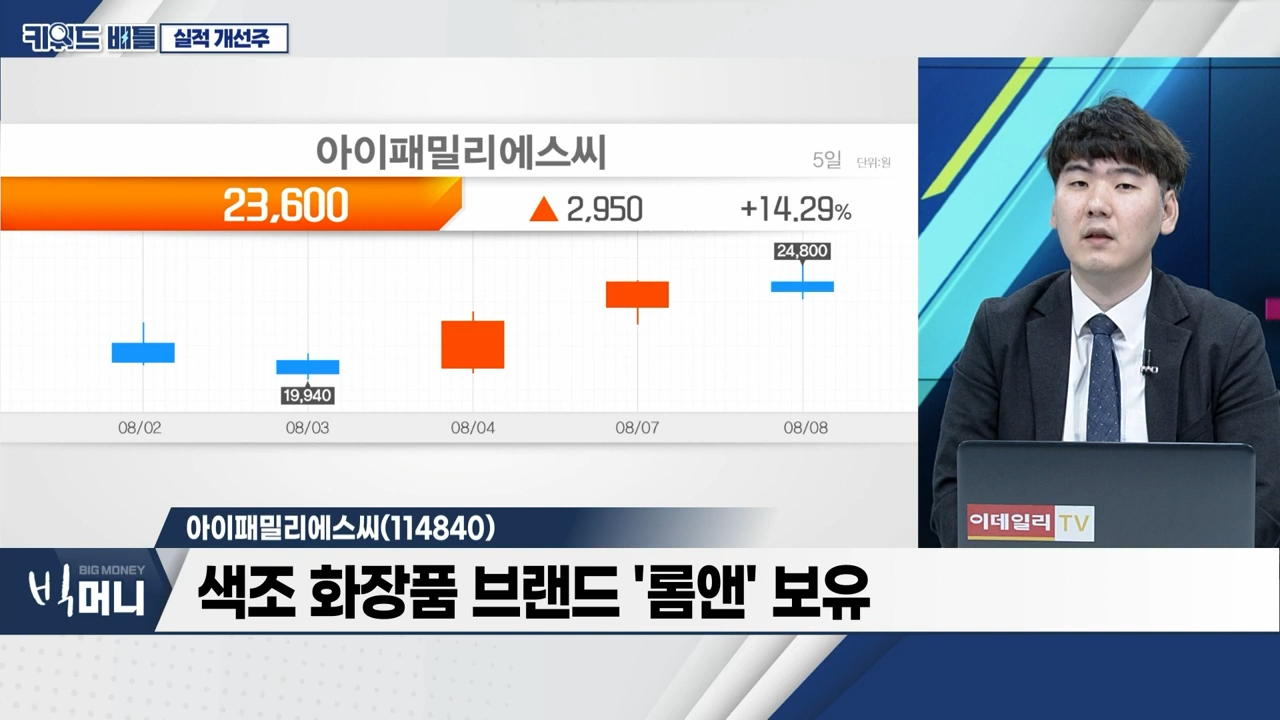 키워드 배틀 실적 개선주
아이패밀리에스씨
5일 단위:원
23,600 ▲ 2,950 +14.29%
24,800
19,940
08/02 08/03 08/04 08/07 08/08
이데일리 TV
아이패밀리에스씨(114840)
BIG MONEY
빅머니
색조 화장품 브랜드 '롬앤' 보유